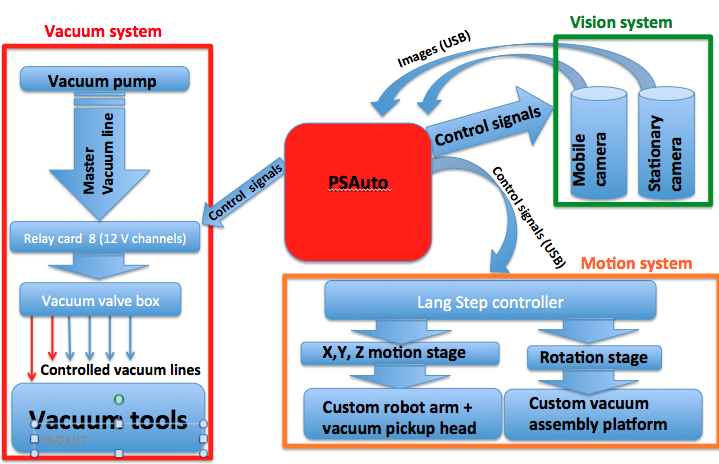 Vacuum system
Vacuum pump
Master
Vacuum line
Relay card 8 (12 V channels)
Vacuum valve box
Controlled vacuum lines
Vacuum tools
09/01/17
Control signals
PSAuto
Images (USB)
Control signals
Vision system
Mobile
camera
Stationary
camera
Control signals (USB)
Motion system
Lang Step controller
X,Y, Z motion stage
Rotation stage
Custom robot arm +
vacuum pickup head
Custom vacuum
assembly platform